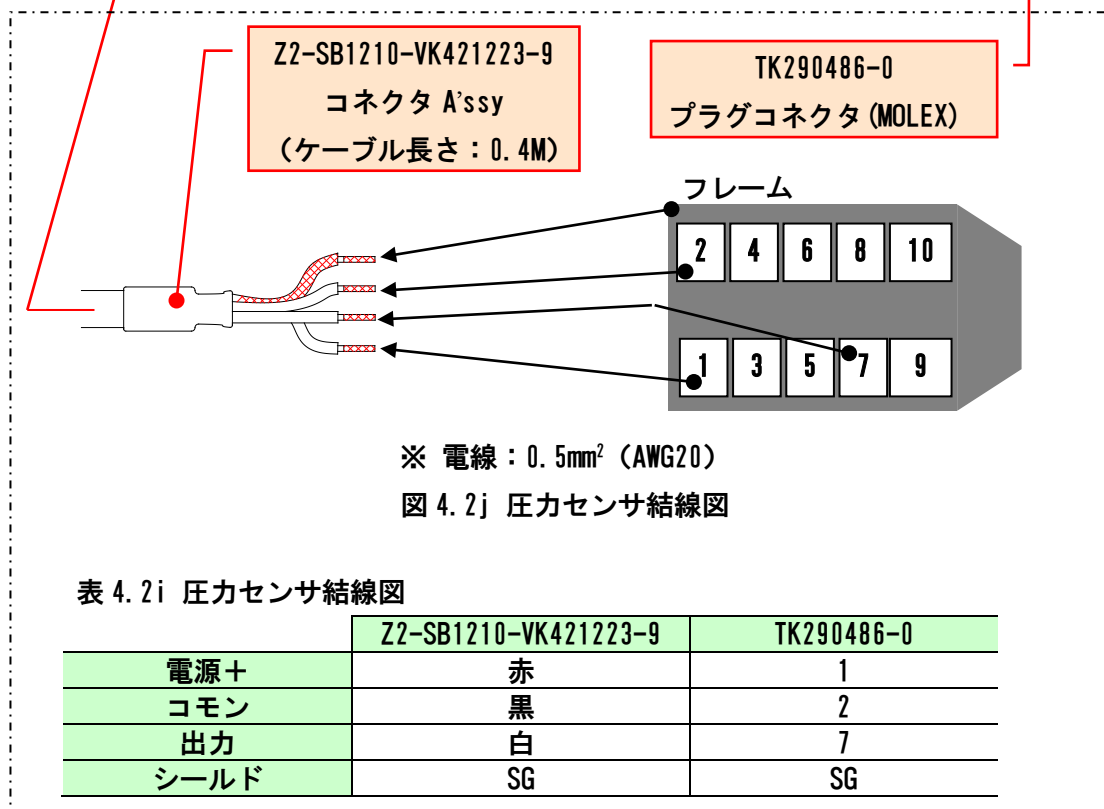 Z2-SB1210-VK421223-9
コネクタ A’ssy
(ケーブル長さ:0.4M)
TK290486-0
プラグコネクタ(MOLEX)
フレーム
2 4 6 8 10
1 3 5 7 9
※ 電線:0.5mm²(AWG20)
図 4.2j 圧力センサ結線図
表 4.2i 圧力センサ結線図
Z2-SB1210-VK421223-9 TK290486-0
電源+ 赤 1
コモン 黒 2
出力 白 7
シールド SG SG